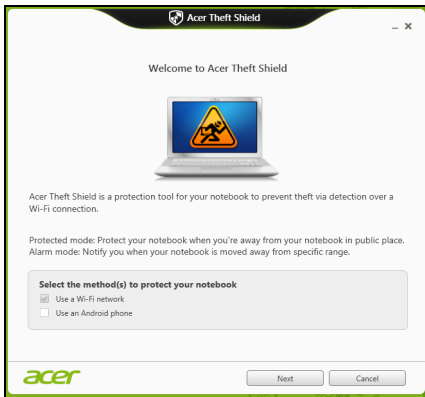 Acer Theft Shield
Welcome to Acer Theft Shield
Acer Theft Shield is a protection tool for your notebook to prevent theft via detection over a
Wi-Fi connection.
Protected mode: Protect your notebook when you're away from your notebook in public place.
Alarm mode: Notify you when your notebook is moved away from specific range.
Select the method(s) to protect your notebook
Use a Wi-Fi network
Use an Android phone
acer
Next
Cancel